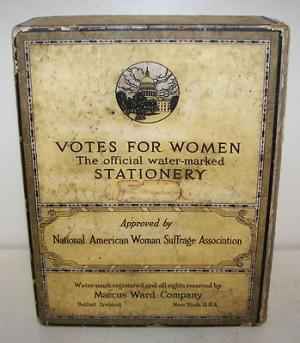 VOTES FOR WOMEN
The official water-marked
STATIONERY
Approved by
National American Woman Suffrage Association
Water-mark registered and all rights reserved by
Marcus Ward Company
Belfast Ireland New York U.S.A